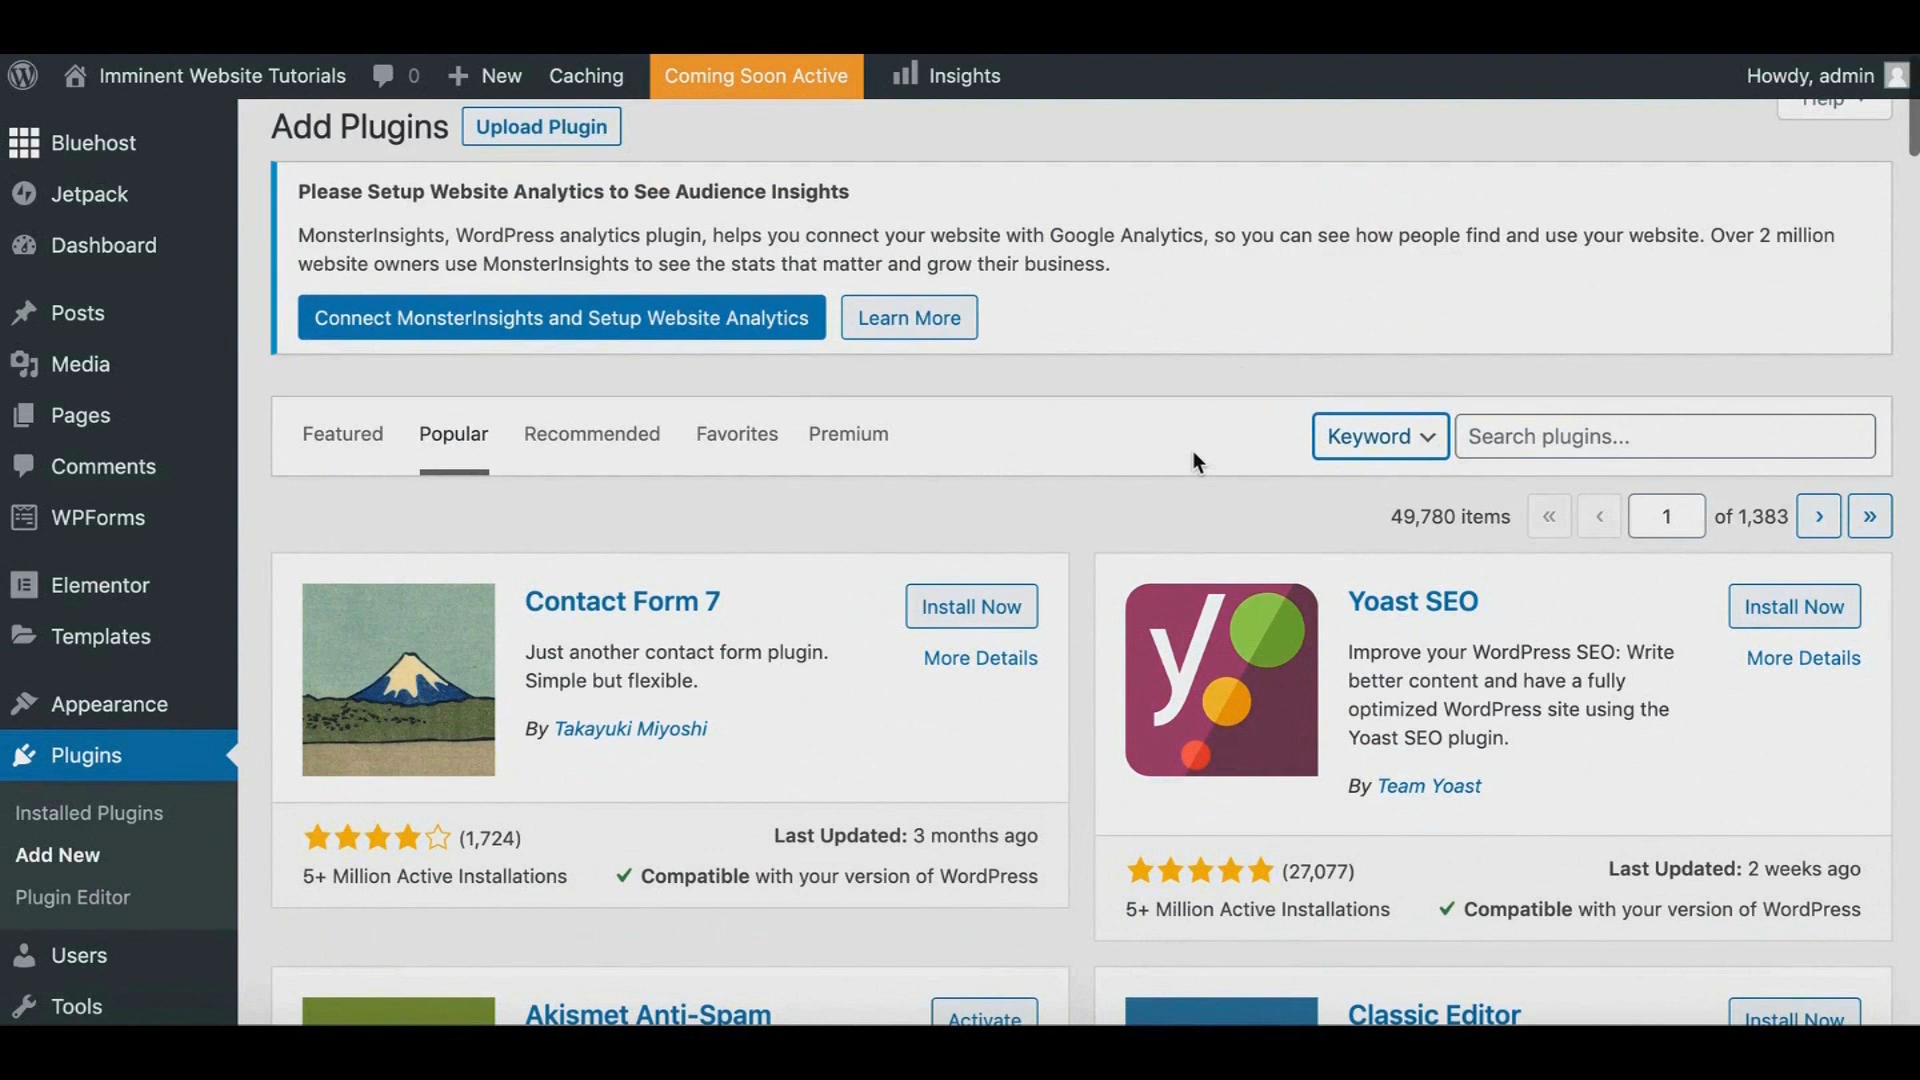 Imminent Website Tutorials 0 New Caching Coming Soon Active Insights Howdy, admin
Help
Bluehost
Jetpack
Dashboard
Posts
Media
Pages
Comments
WPForms
Elementor
Templates
Appearance
Plugins
Installed Plugins
Add New
Plugin Editor
Users
Tools
Add Plugins Upload Plugin
Please Setup Website Analytics to See Audience Insights
MonsterInsights, WordPress analytics plugin, helps you connect your website with Google Analytics, so you can see how people find and use your website. Over 2 million
website owners use MonsterInsights to see the stats that matter and grow their business.
Connect MonsterInsights and Setup Website Analytics Learn More
Featured Popular Recommended Favorites Premium Keyword Search plugins...
49,780 items « ‹ 1 of 1,383 › »
Contact Form 7
Install Now
More Details
Just another contact form plugin.
Simple but flexible.
By Takayuki Miyoshi
(1,724)
Last Updated: 3 months ago
5+ Million Active Installations
Compatible with your version of WordPress
y
Yoast SEO
Install Now
More Details
Improve your WordPress SEO: Write
better content and have a fully
optimized WordPress site using the
Yoast SEO plugin.
By Team Yoast
(27,077)
Last Updated: 2 weeks ago
5+ Million Active Installations
Compatible with your version of WordPress
Akismet Anti-Spam
Activate
Classic Editor
Install Now